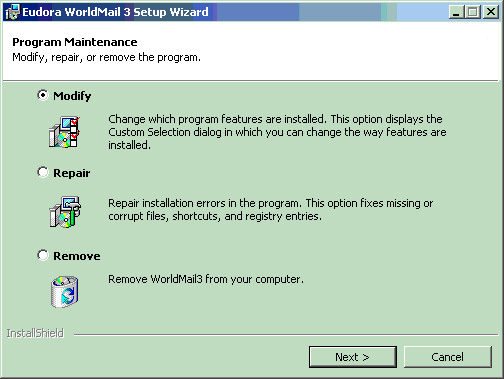 Eudora WorldMail 3 Setup Wizard
Program Maintenance
Modify, repair, or remove the program.
Modify
Change which program features are installed. This option displays the
Custom Selection dialog in which you can change the way features are
installed.
Repair
Repair installation errors in the program. This option fixes missing or
corrupt files, shortcuts, and registry entries.
Remove
Remove WorldMail3 from your computer.
InstallShield
Next >
Cancel